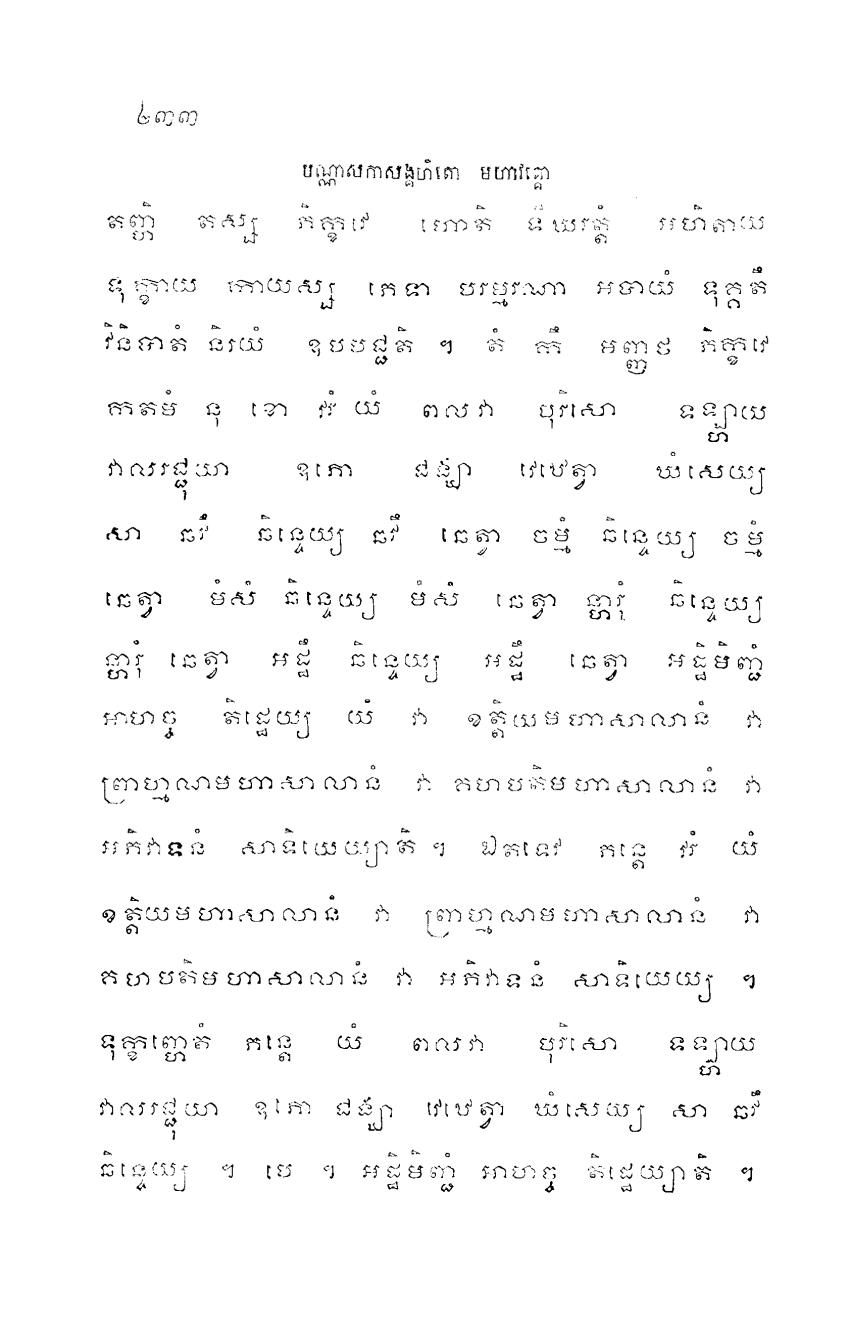 ៤៣៣
បណ្ណាសកាសង្គហិតោ មហាវគ្គោ
តញ្ហិ តស្ស ភិក្ខវេ ហោតិ ទីឃរត្តំ អហិតាយ
ទុក្ខាយ កាយស្ស ភេទា បរម្មរណា អបាយំ ទុគ្គតឹ
វិនិបាតំ និរយំ ឧបបជ្ជតិ ។ តំ កឹ មញ្ញថ ភិក្ខវេ
កតមំ នុ ខោ វរំ យំ ពលវា បុរិសោ ទឡ្ហាយ
វាលរជ្ជុយា ឧភោ ជង្ឃា វេឋេត្វា ឃំសេយ្យ
សា ឆវឹ ឆិន្ទេយ្យ ឆវឹ ឆេត្វា ចម្មំ ឆិន្ទេយ្យ ចម្មំ
ឆេត្វា មំសំ ឆិន្ទេយ្យ មំសំ ឆេត្វា ន្ហារុំ ឆិន្ទេយ្យ
ន្ហារុំ ឆេត្វា អដ្ឋឹ ឆិន្ទេយ្យ អដ្ឋឹ ឆេត្វា អដ្ឋិមិញ្ជំ
អាហច្ច តិដ្ឋេយ្យ យំ វា ខត្តិយមហាសាលានំ វា
ព្រាហ្មណមហាសាលានំ វា គហបតិមហាសាលានំ វា
អភិវាទនំ សាទិយេយ្យាតិ ។ ឯតទេវ ភន្តេ វរំ យំ
ខត្តិយមហាសាលានំ វា ព្រាហ្មណមហាសាលានំ វា
គហបតិមហាសាលានំ វា អភិវាទនំ សាទិយេយ្យ ។
ទុក្ខញ្ហេតំ ភន្តេ យំ ពលវា បុរិសោ ទឡ្ហាយ
វាលរជ្ជុយា ឧភោ ជង្ឃា វេឋេត្វា ឃំសេយ្យ សា ឆវឹ
ឆិន្ទេយ្យ ។ បេ ។ អដ្ឋិមិញ្ជំ អាហច្ច តិដ្ឋេយ្យាតិ ។